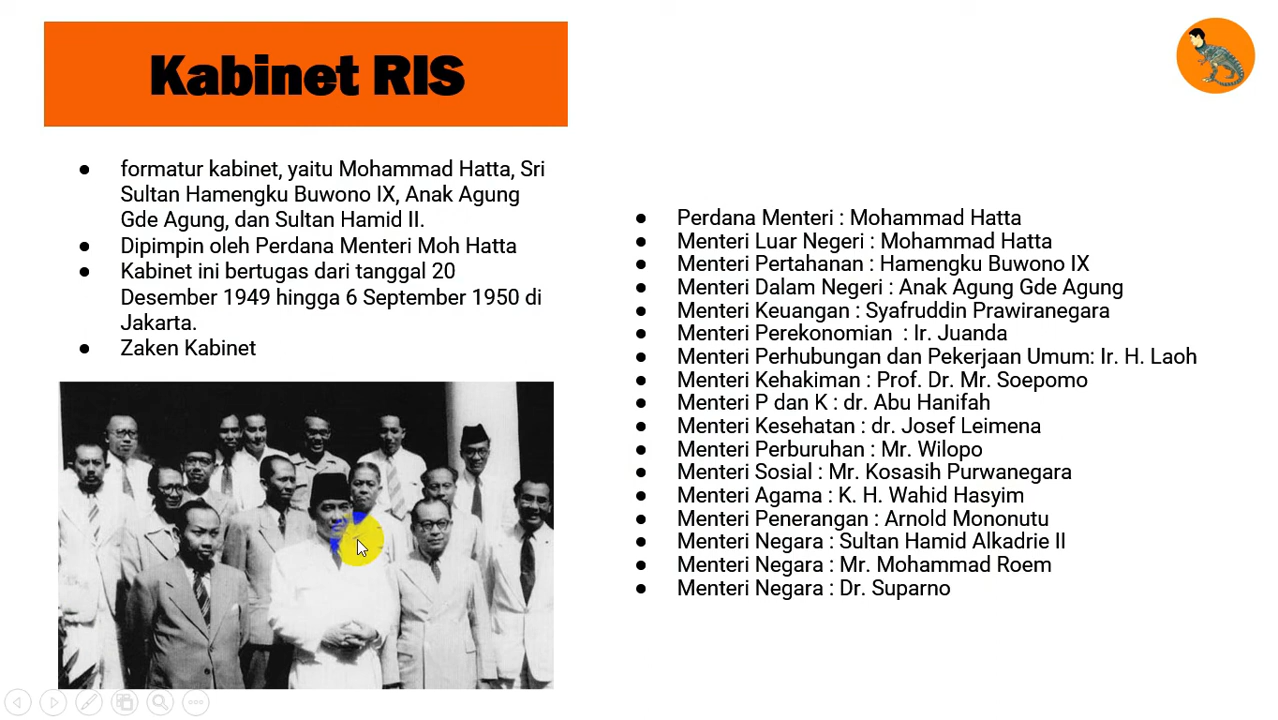 Kabinet RIS
● formatur kabinet, yaitu Mohammad Hatta, Sri
Sultan Hamengku Buwono IX, Anak Agung
Gde Agung, dan Sultan Hamid II.
● Dipimpin oleh Perdana Menteri Moh Hatta
● Kabinet ini bertugas dari tanggal 20
Desember 1949 hingga 6 September 1950 di
Jakarta.
● Zaken Kabinet
● Perdana Menteri : Mohammad Hatta
● Menteri Luar Negeri : Mohammad Hatta
● Menteri Pertahanan : Hamengku Buwono IX
● Menteri Dalam Negeri : Anak Agung Gde Agung
● Menteri Keuangan : Syafruddin Prawiranegara
● Menteri Perekonomian  : Ir. Juanda
● Menteri Perhubungan dan Pekerjaan Umum: Ir. H. Laoh
● Menteri Kehakiman : Prof. Dr. Mr. Soepomo
● Menteri P dan K : dr. Abu Hanifah
● Menteri Kesehatan : dr. Josef Leimena
● Menteri Perburuhan : Mr. Wilopo
● Menteri Sosial : Mr. Kosasih Purwanegara
● Menteri Agama : K. H. Wahid Hasyim
● Menteri Penerangan : Arnold Mononutu
● Menteri Negara : Sultan Hamid Alkadrie II
● Menteri Negara : Mr. Mohammad Roem
● Menteri Negara : Dr. Suparno